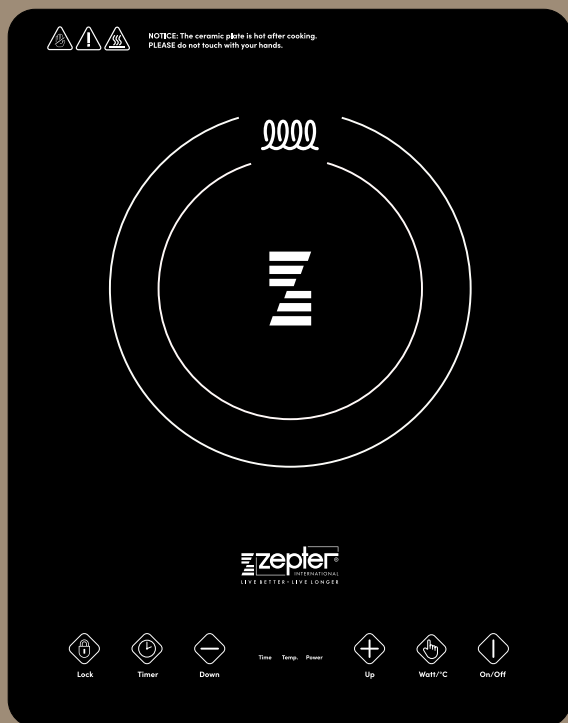 NOTICE: The ceramic plate is hot after cooking.
PLEASE do not touch with your hands.
zepter®
INTERNATIONAL
LIVE BETTER • LIVE LONGER
Time Temp. Power
Lock Timer Down Up Watt/°C On/Off